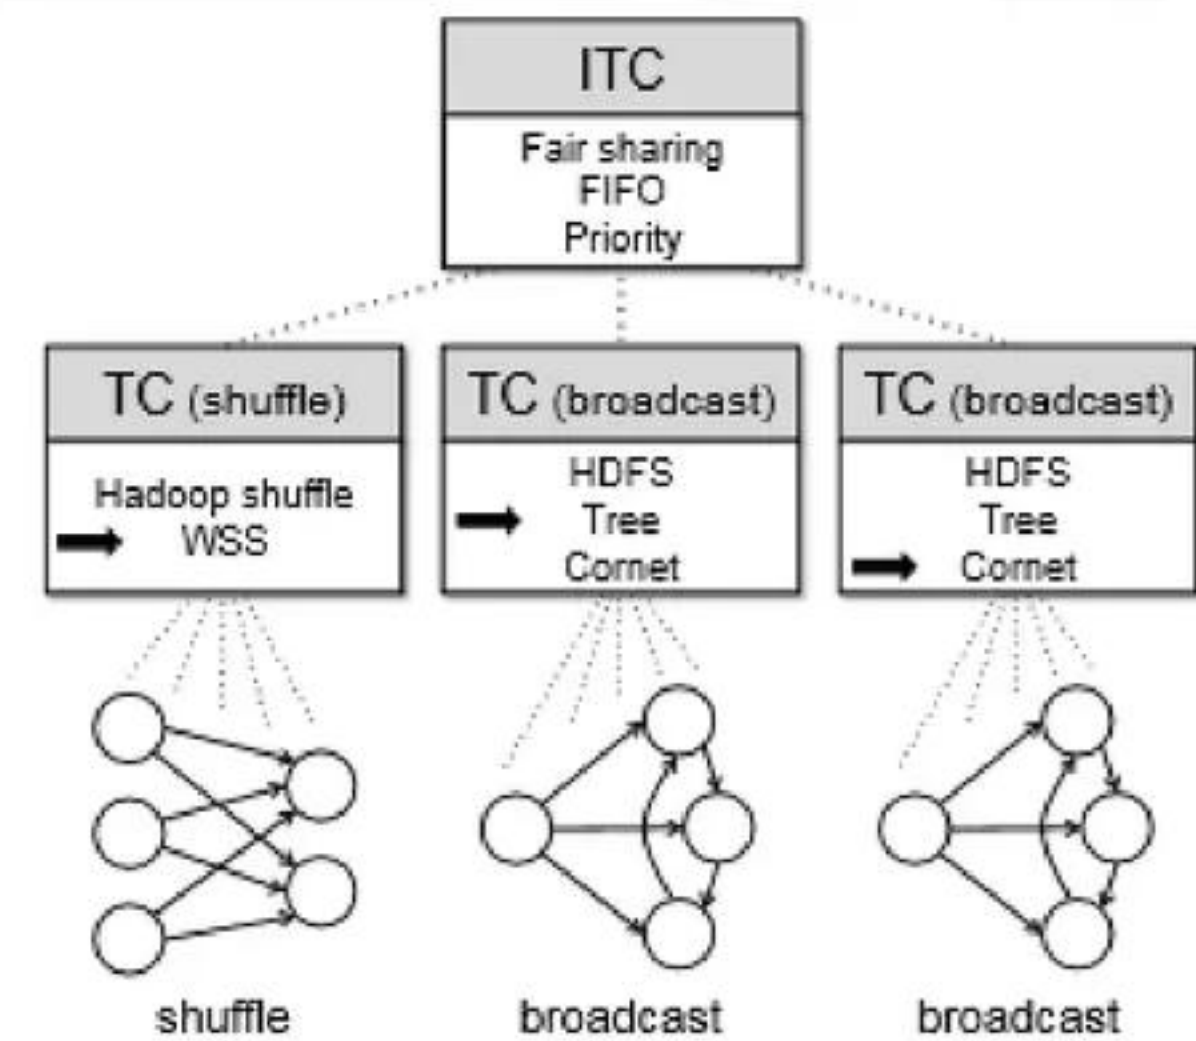 ITC
Fair sharing
FIFO
Priority
TC (shuffle)
Hadoop shuffle
WSS
TC (broadcast)
HDFS
Tree
Cornet
TC (broadcast)
HDFS
Tree
Cornet
shuffle
broadcast
broadcast